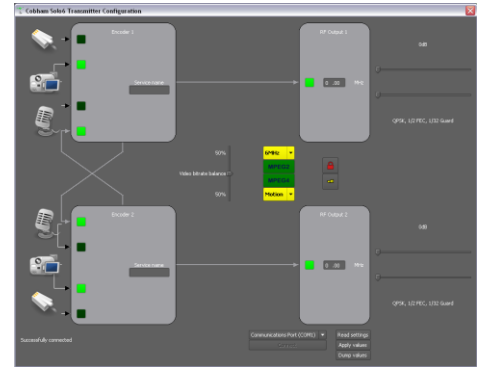 Cobham Solo6 Transmitter Configuration
Encoder 1
Service name
RF Output 1
0 .00 MHz
0dB
QPSK, 1/2 FEC, 1/32 Guard
50%
Video bitrate balance
50%
6MHz
MPEG2
MPEG4
Motion
Encoder 2
Service name
RF Output 2
0 .00 MHz
0dB
QPSK, 1/2 FEC, 1/32 Guard
Successfully connected
Communications Port (COM1)
Connect
Read settings
Apply values
Dump values